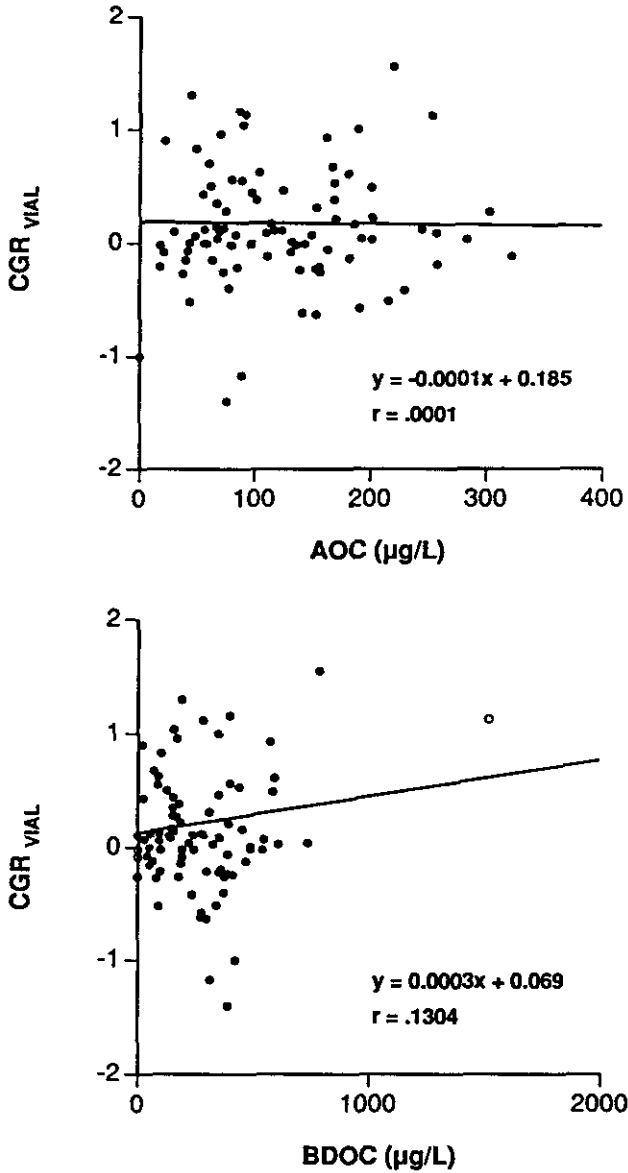 2
1
0
-1
-2
CGR VIAL
y = -0.0001x + 0.185
r = .0001
0 100 200 300 400
AOC (µg/L)
2
1
0
-1
-2
CGR VIAL
y = 0.0003x + 0.069
r = .1304
0 1000 2000
BDOC (µg/L)